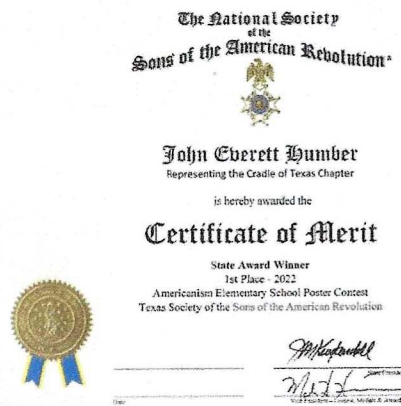 The National Society
of the
Sons of the American Revolution®
John Everett Humber
Representing the Cradle of Texas Chapter
is hereby awarded the
Certificate of Merit
State Award Winner
1st Place - 2022
Americanism Elementary School Poster Contest
Texas Society of the Sons of the American Revolution
Date